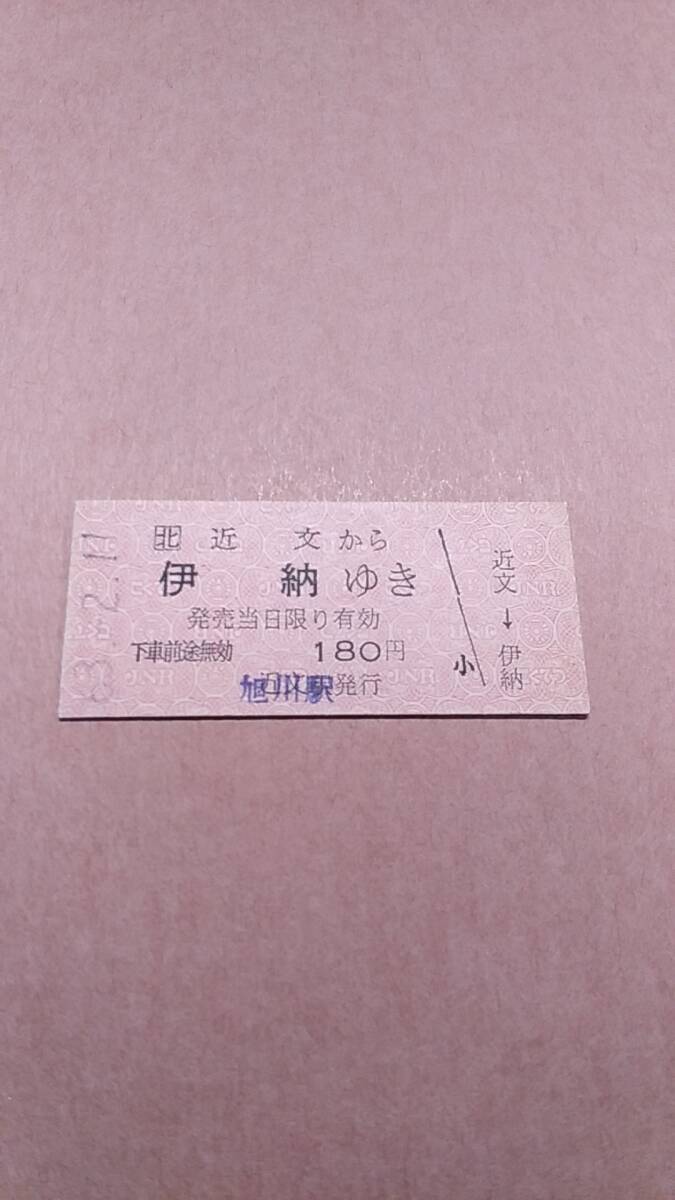 北 近文から
伊納ゆき
発売当日限り有効
下車前途無効 180円
旭川駅 発行
小
近文→伊納